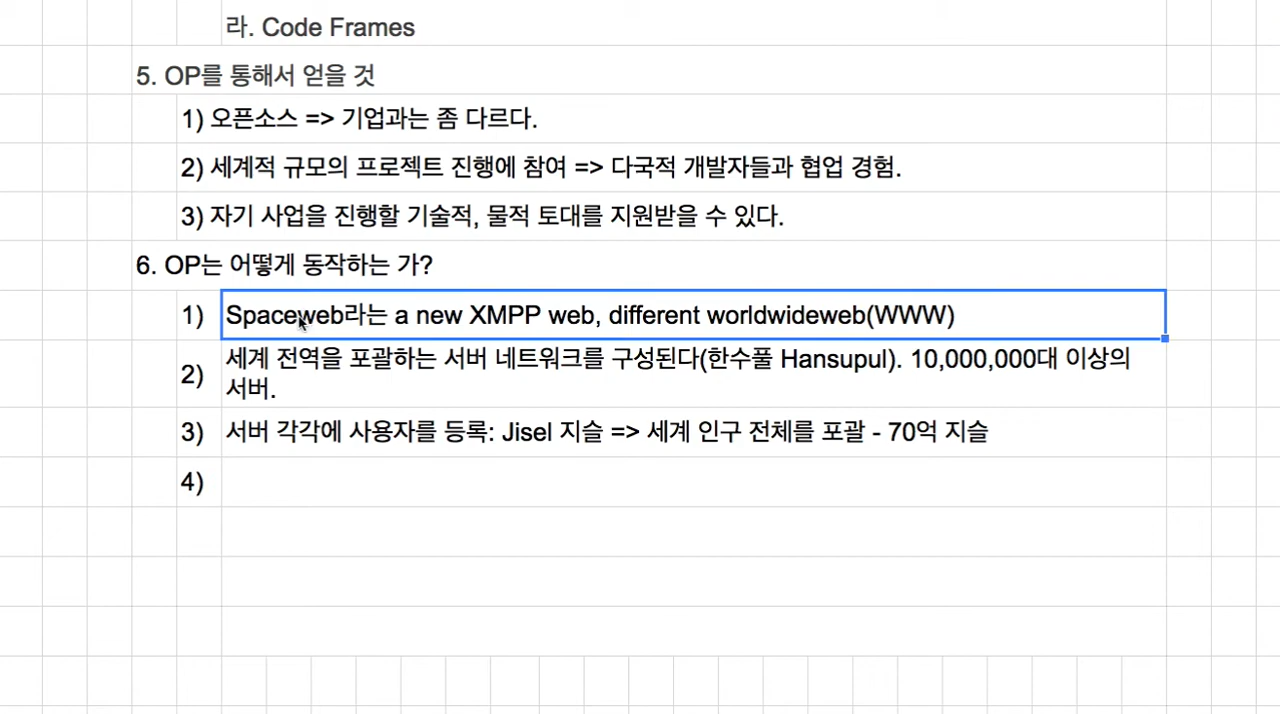 라. Code Frames
5. OP를 통해서 얻을 것
1) 오픈소스 => 기업과는 좀 다르다.
2) 세계적 규모의 프로젝트 진행에 참여 => 다국적 개발자들과 협업 경험.
3) 자기 사업을 진행할 기술적, 물적 토대를 지원받을 수 있다.
6. OP는 어떻게 동작하는 가?
1) Spaceweb라는 a new XMPP web, different worldwideweb(WWW)
2) 세계 전역을 포괄하는 서버 네트워크를 구성된다(한수풀 Hansupul). 10,000,000대 이상의
서버.
3) 서버 각각에 사용자를 등록: Jisel 지슬 => 세계 인구 전체를 포괄 - 70억 지슬
4)